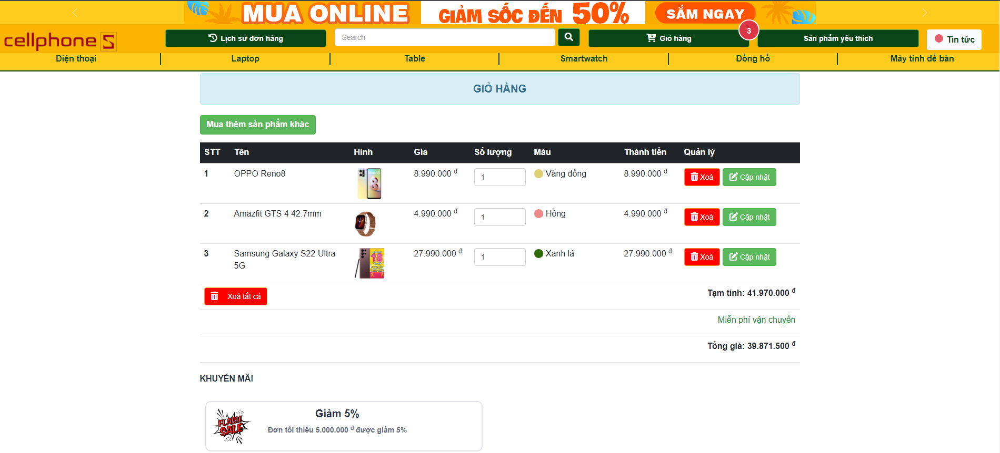 MUA ONLINE GIẢM SỐC ĐẾN 50% SẮM NGAY
cellphone S Lịch sử đơn hàng Search Giỏ hàng 3 Sản phẩm yêu thích Tin tức
Điện thoại Laptop Table Smartwatch Đồng hồ Máy tính để bàn
GIỎ HÀNG
Mua thêm sản phẩm khác
STT Tên Hình Gía Số lượng Màu Thành tiền Quản lý
1 OPPO Reno8 8.990.000 đ 1 Vàng đồng 8.990.000 đ Xoá Cập nhật
2 Amazfit GTS 4 42.7mm 4.990.000 đ 1 Hồng 4.990.000 đ Xoá Cập nhật
3 Samsung Galaxy S22 Ultra 27.990.000 đ 1 Xanh lá 27.990.000 đ Xoá Cập nhật
5G
Xoá tất cả Tạm tính: 41.970.000 đ
Miễn phí vận chuyển
Tổng giá: 39.871.500 đ
KHUYẾN MÃI
FLASH SALE
Giảm 5%
Đơn tối thiểu 5.000.000 đ được giảm 5%